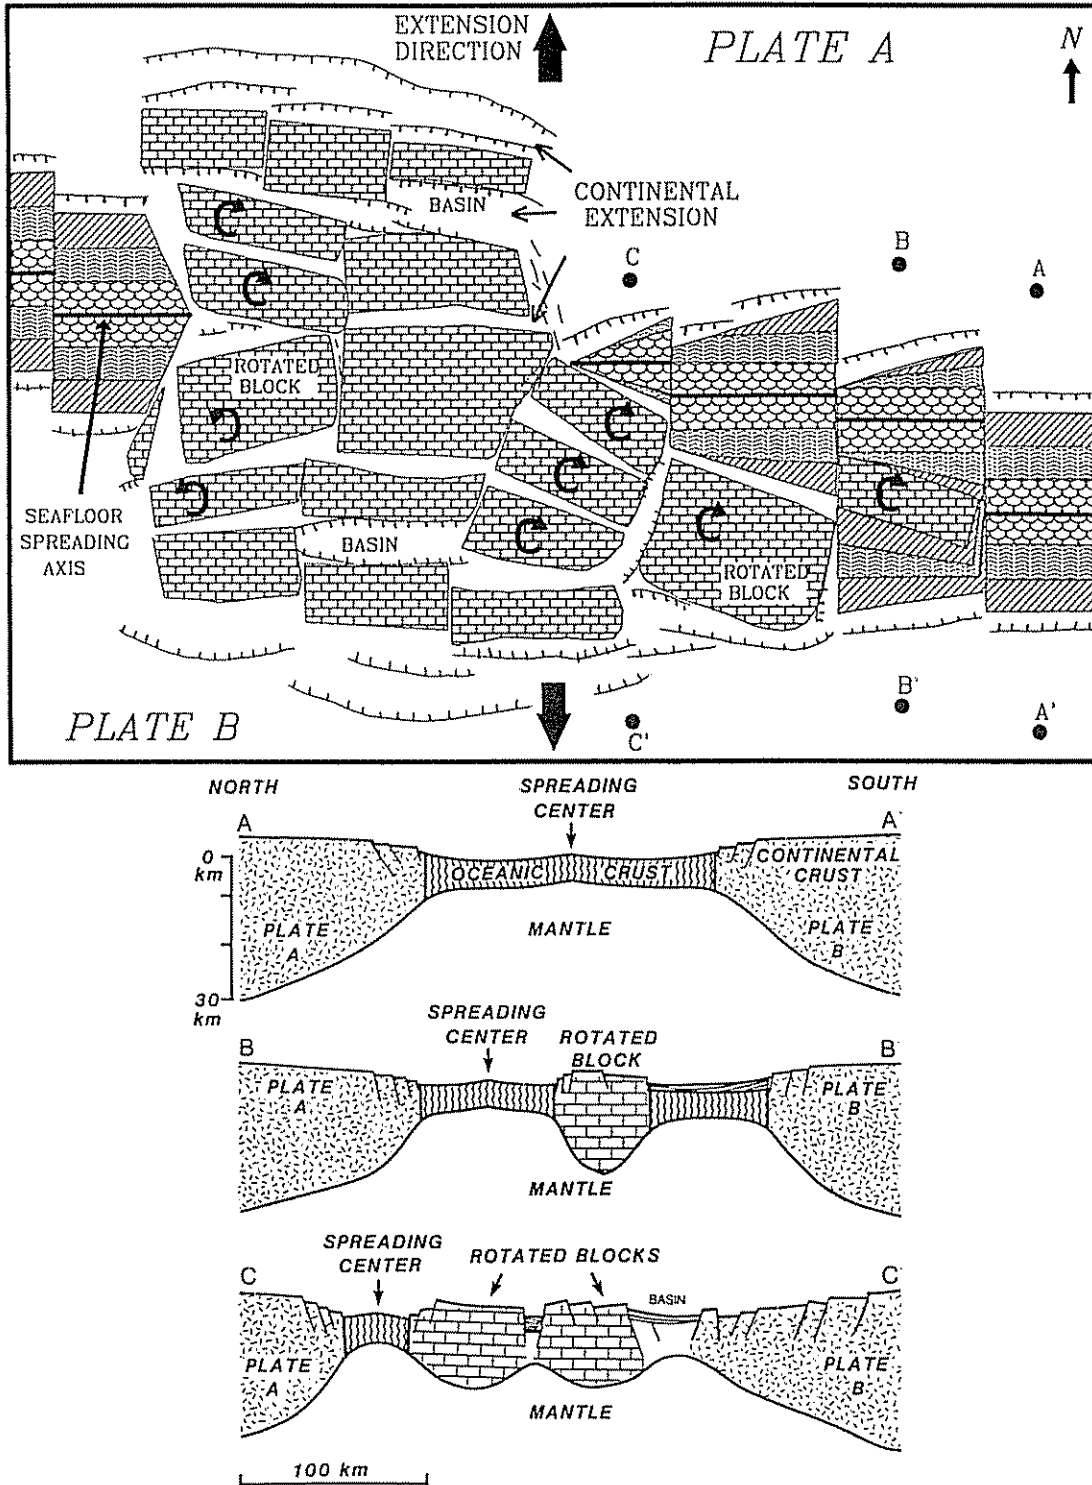 EXTENSION
DIRECTION
PLATE A
N
BASIN
CONTINENTAL
EXTENSION
C
B
A
ROTATED
BLOCK
SEAFLOOR
SPREADING
AXIS
BASIN
ROTATED
BLOCK
PLATE B
C'
B'
A'
NORTH
SPREADING
CENTER
SOUTH
A
A'
0
km
OCEANIC CRUST
CONTINENTAL
CRUST
PLATE
A
MANTLE
PLATE
B
30
km
SPREADING
CENTER
ROTATED
BLOCK
B
B'
PLATE
A
PLATE
B
MANTLE
SPREADING
CENTER
ROTATED BLOCKS
C
C'
BASIN
PLATE
A
PLATE
B
MANTLE
100 km